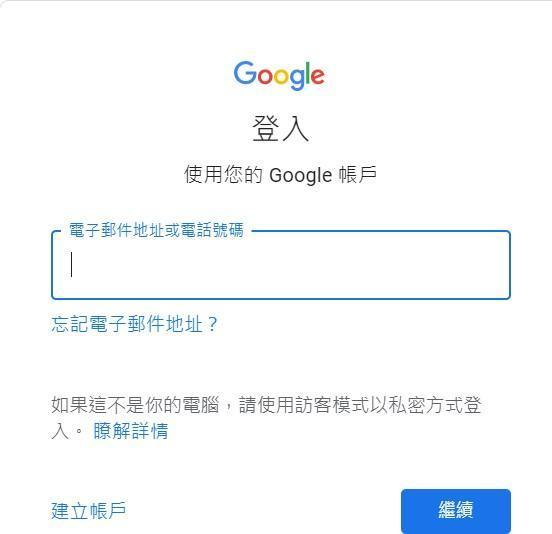 Google
登入
使用您的 Google 帳戶
電子郵件地址或電話號碼
忘記電子郵件地址？
如果這不是你的電腦，請使用訪客模式以私密方式登
入。 瞭解詳情
建立帳戶
繼續